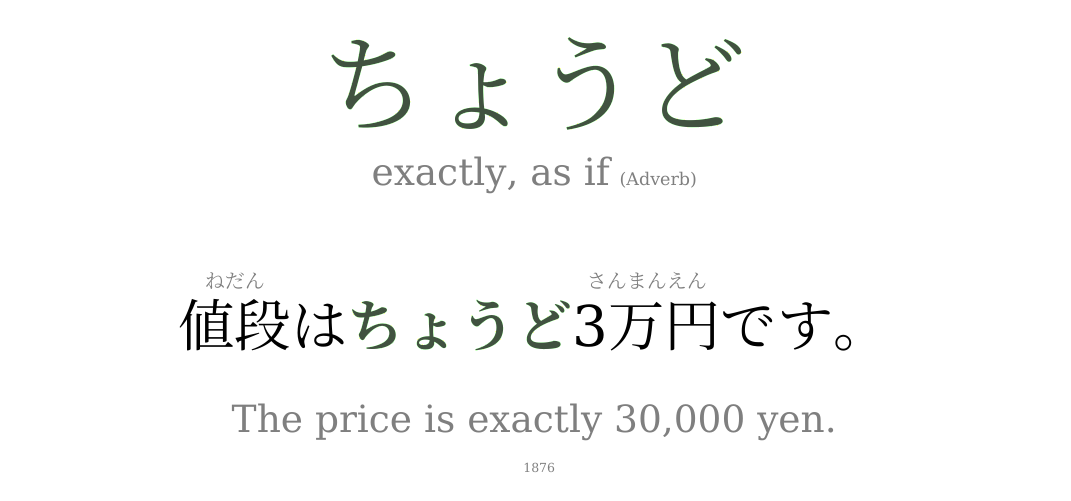 ちょうど
exactly, as if (Adverb)
ねだん さんまんえん
値段はちょうど3万円です。
The price is exactly 30,000 yen.
1876